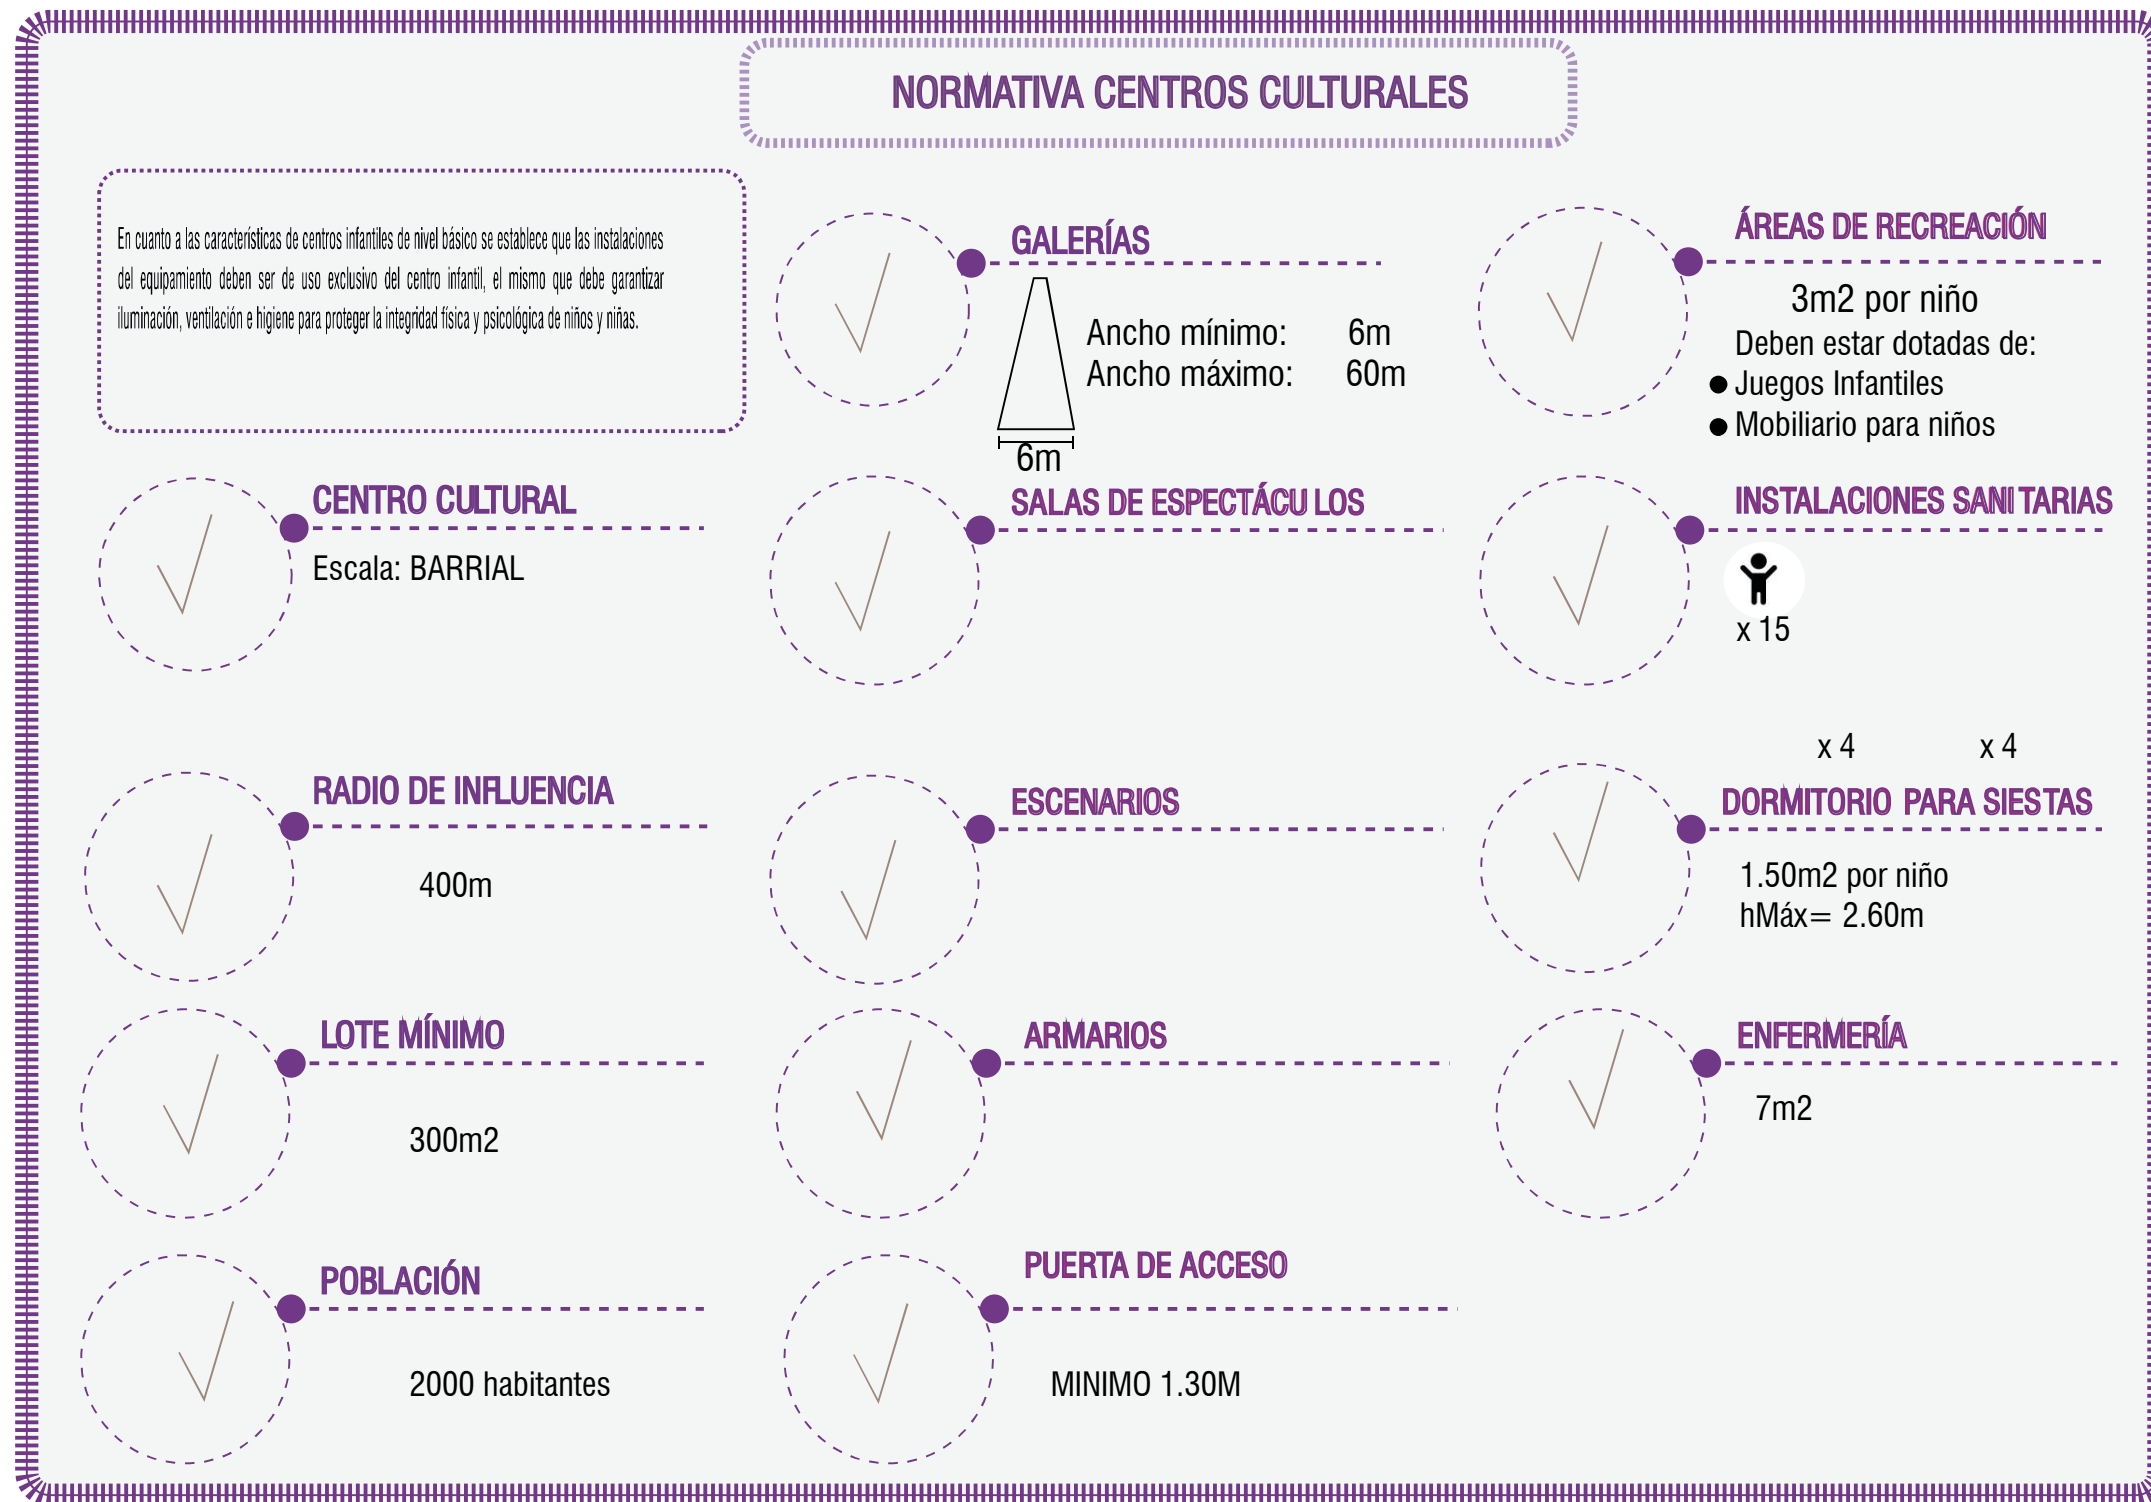 NORMATIVA CENTROS CULTURALES
En cuanto a las características de centros infantiles de nivel básico se establece que las instalaciones
del equipamiento deben ser de uso exclusivo del centro infantil, el mismo que debe garantizar
iluminación, ventilación e higiene para proteger la integridad física y psicológica de niños y niñas.
CENTRO CULTURAL
Escala: BARRIAL
RADIO DE INFLUENCIA
400m
LOTE MÍNIMO
300m2
POBLACIÓN
2000 habitantes
GALERÍAS
Ancho mínimo: 6m
Ancho máximo: 60m
6m
SALAS DE ESPECTÁCULOS
ESCENARIOS
ARMARIOS
PUERTA DE ACCESO
MINIMO 1.30M
ÁREAS DE RECREACIÓN
3m2 por niño
Deben estar dotadas de:
Juegos Infantiles
Mobiliario para niños
INSTALACIONES SANITARIAS
x 15
x 4 x 4
DORMITORIO PARA SIESTAS
1.50m2 por niño
hMáx= 2.60m
ENFERMERÍA
7m2